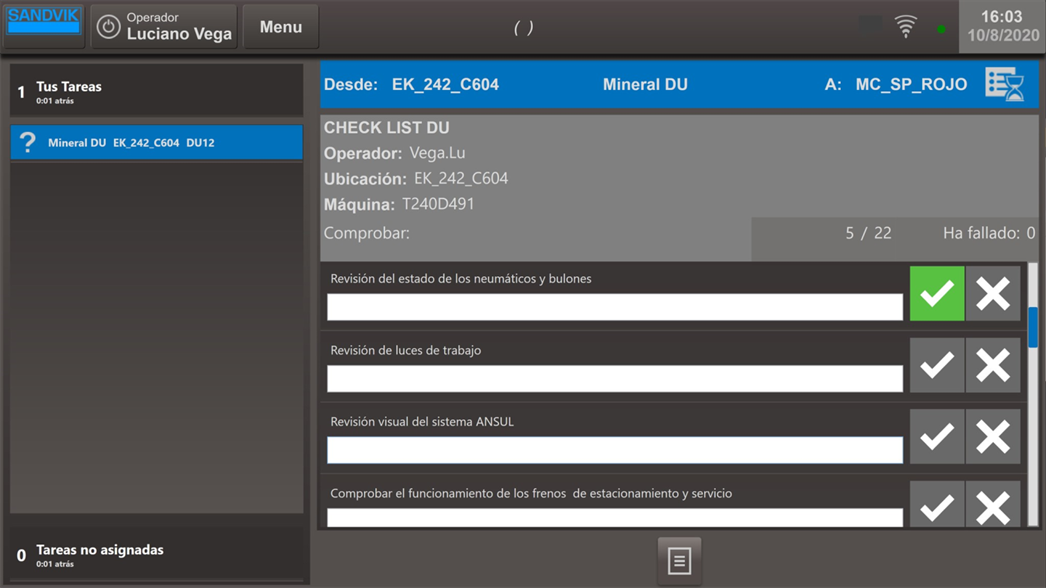 SANDVIK
Operador
Luciano Vega
Menu
( )
16:03
10/8/2020
1 Tus Tareas
0:01 atrás
? Mineral DU EK_242_C604 DU12
0 Tareas no asignadas
0:01 atrás
Desde: EK_242_C604 Mineral DU A: MC_SP_ROJO
CHECK LIST DU
Operador: Vega.Lu
Ubicación: EK_242_C604
Máquina: T240D491
Comprobar: 5 / 22 Ha fallado: 0
Revisión del estado de los neumáticos y bulones
Revisión de luces de trabajo
Revisión visual del sistema ANSUL
Comprobar el funcionamiento de los frenos de estacionamiento y servicio